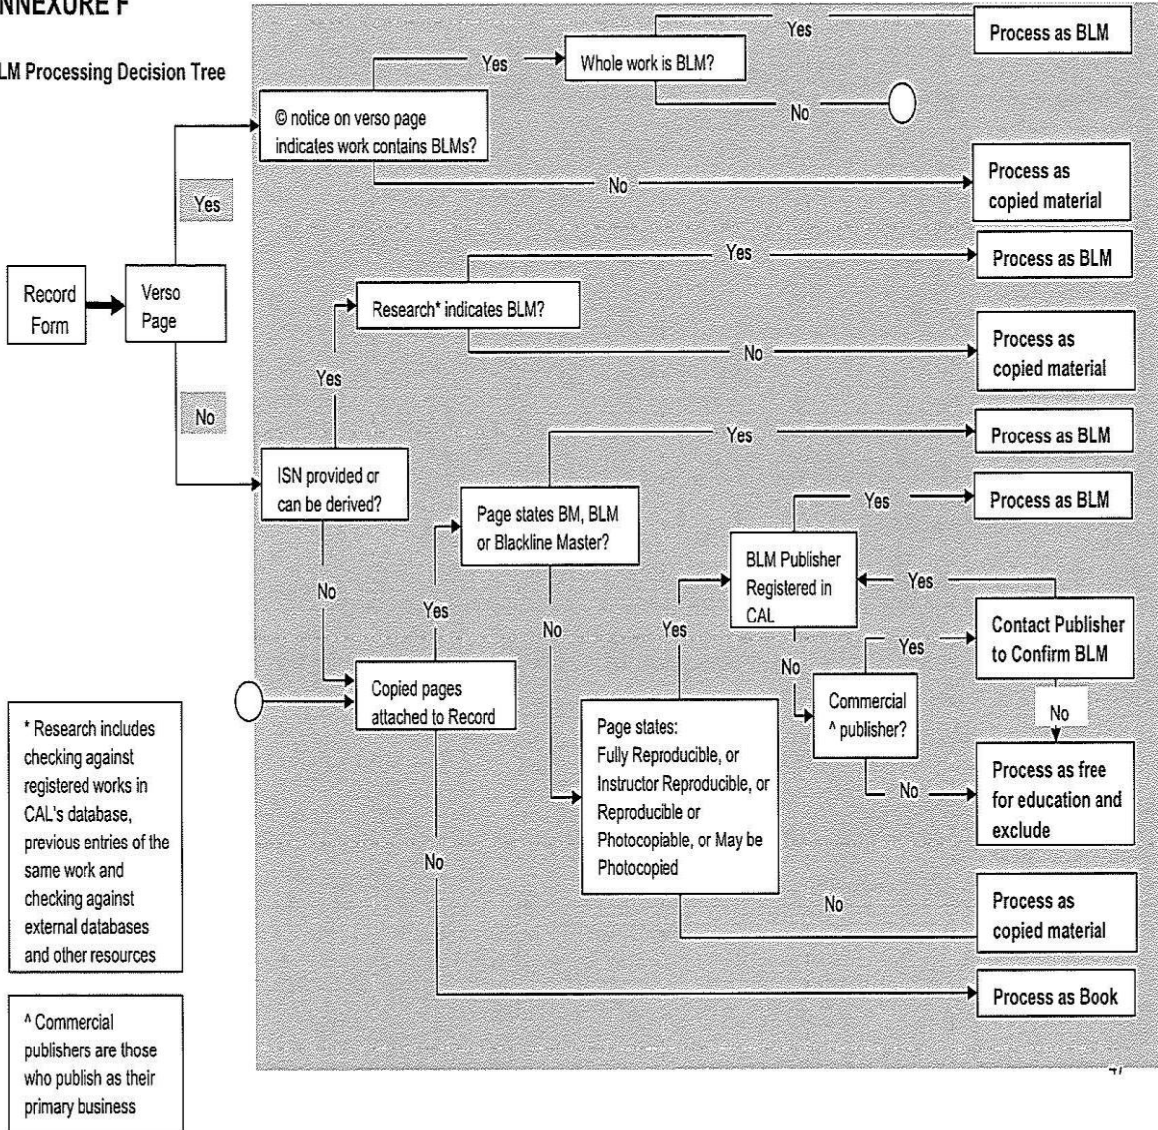 NNEXURE F
LM Processing Decision Tree
Yes
Whole work is BLM?
Yes
Process as BLM
No
© notice on verso page
indicates work contains BLMs?
No
Process as
copied material
Yes
Record
Form
Verso
Page
Yes
Process as BLM
Research* indicates BLM?
No
Process as
copied material
Yes
No
ISN provided or
can be derived?
Yes
Process as BLM
Page states BM, BLM
or Blackline Master?
Yes
Process as BLM
BLM Publisher
Registered in
CAL
Yes
No
Yes
No
Yes
Contact Publisher
to Confirm BLM
Yes
No
Copied pages
attached to Record
Commercial
^ publisher?
No
Page states:
Fully Reproducible, or
Instructor Reproducible, or
Reproducible or
Photocopiable, or May be
Photocopied
No
Process as free
for education and
exclude
No
No
Process as
copied material
Process as Book
* Research includes
checking against
registered works in
CAL's database,
previous entries of the
same work and
checking against
external databases
and other resources
^ Commercial
publishers are those
who publish as their
primary business